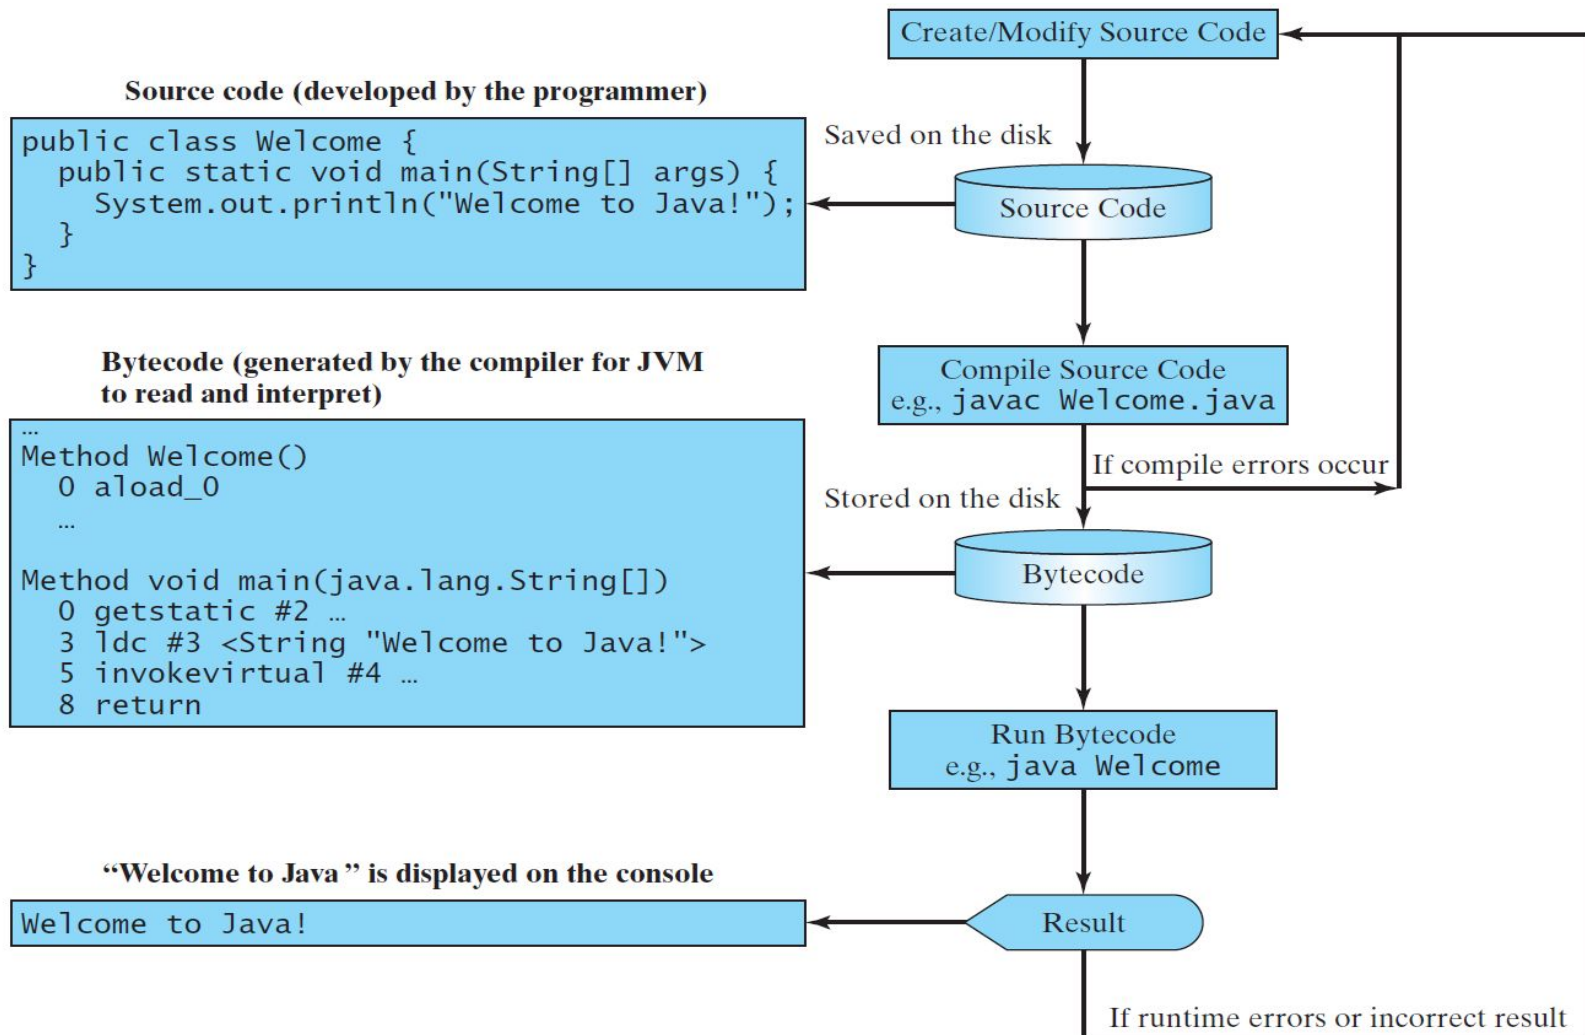 Create/Modify Source Code
Source code (developed by the programmer)
public class Welcome {
  public static void main(String[] args) {
    System.out.println("Welcome to Java!");
  }
}
Saved on the disk
Source Code
Compile Source Code
e.g., javac Welcome.java
If compile errors occur
Bytecode (generated by the compiler for JVM
to read and interpret)
…
Method Welcome()
  0 aload_0
  …
Method void main(java.lang.String[])
  0 getstatic #2 …
  3 ldc #3 <String "Welcome to Java!">
  5 invokevirtual #4 …
  8 return
Stored on the disk
Bytecode
Run Bytecode
e.g., java Welcome
“Welcome to Java” is displayed on the console
Welcome to Java!
Result
If runtime errors or incorrect result